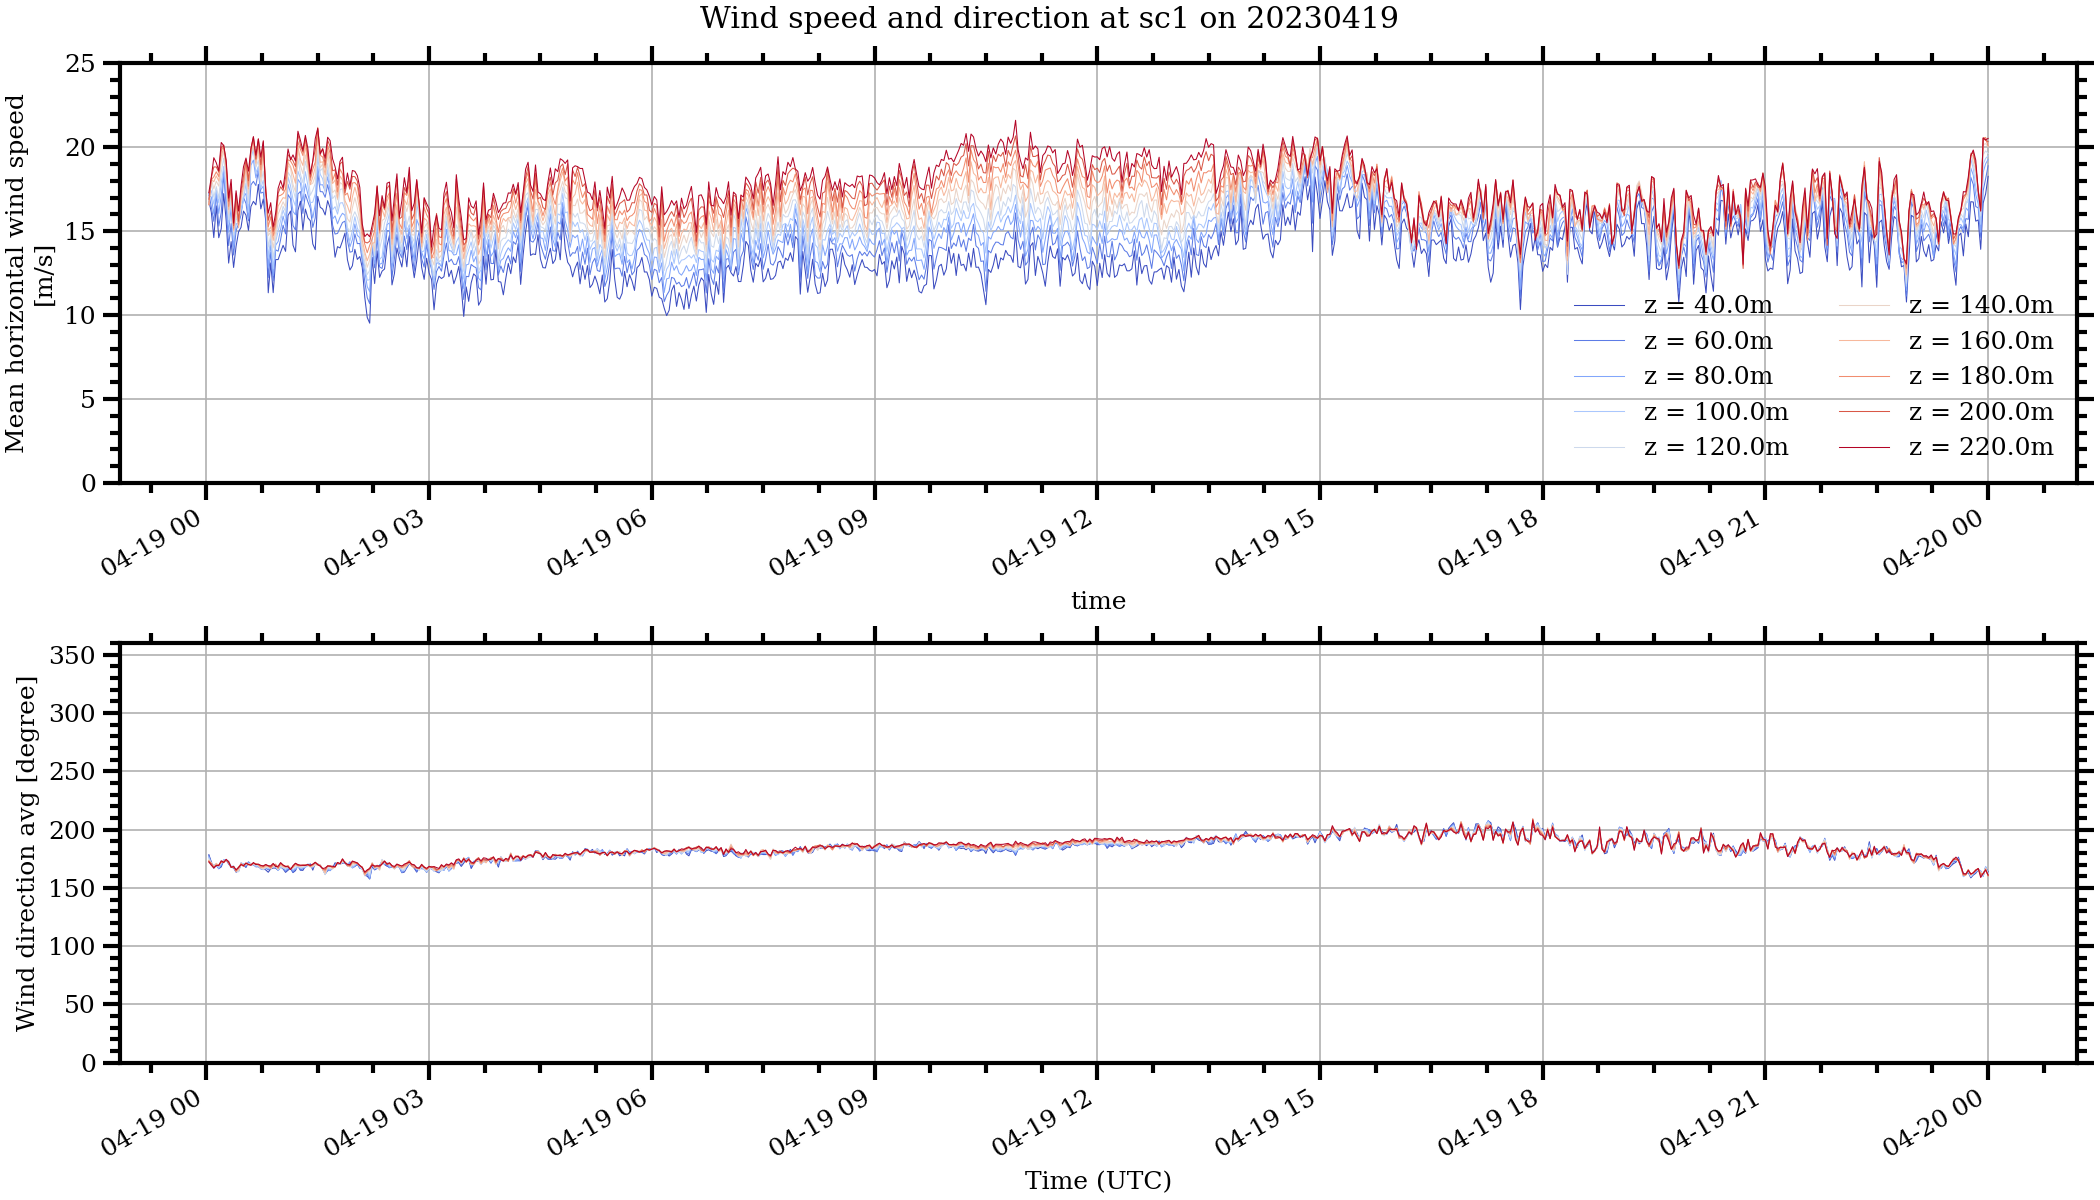 Wind speed and direction at sc1 on 20230419
Mean horizontal wind speed
[m/s]
25
20
15
10
5
0
z = 40.0m
z = 60.0m
z = 80.0m
z = 100.0m
z = 120.0m
z = 140.0m
z = 160.0m
z = 180.0m
z = 200.0m
z = 220.0m
04-19 00
04-19 03
04-19 06
04-19 09
04-19 12
04-19 15
04-19 18
04-19 21
04-20 00
time
Wind direction avg [degree]
350
300
250
200
150
100
50
0
04-19 00
04-19 03
04-19 06
04-19 09
04-19 12
04-19 15
04-19 18
04-19 21
04-20 00
Time (UTC)